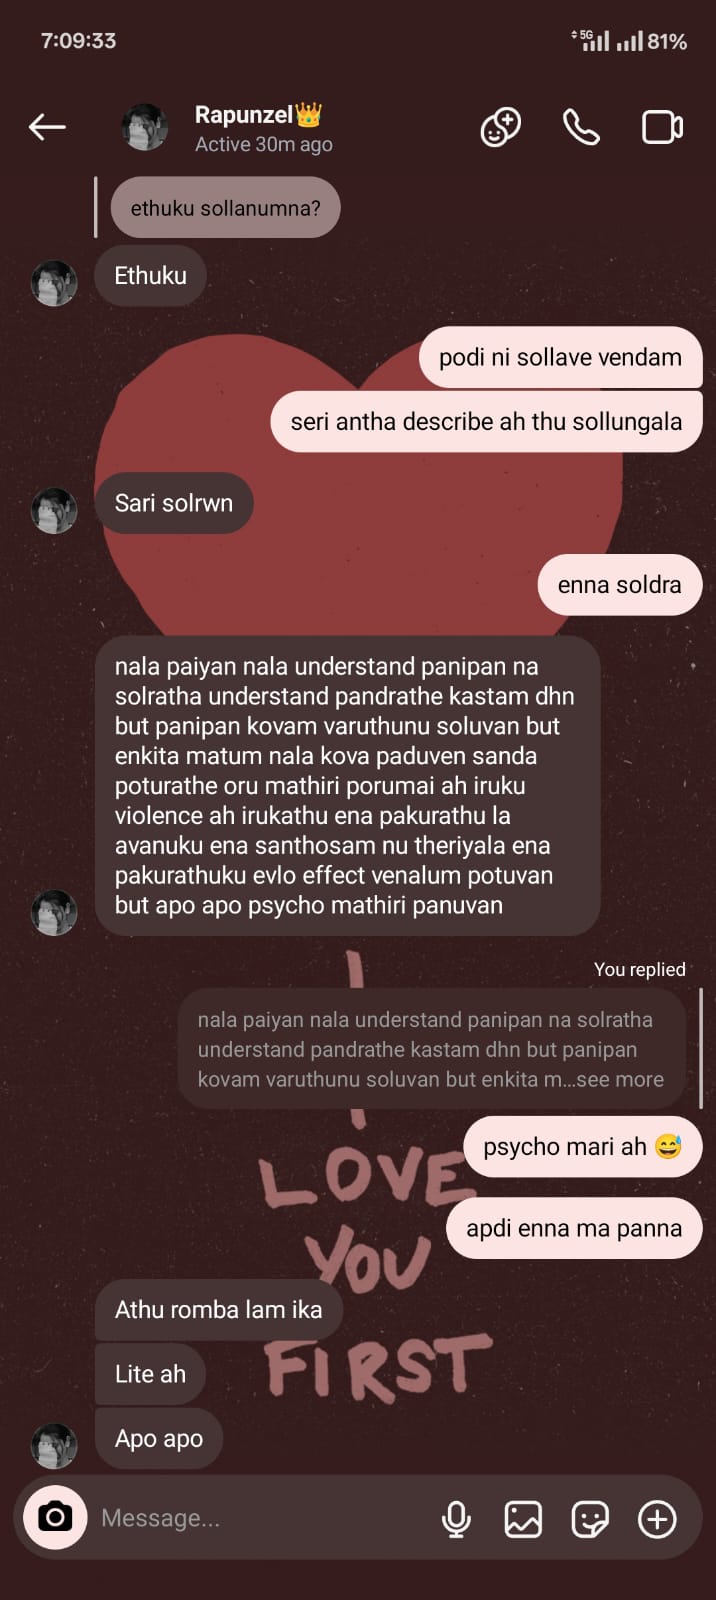 7:09:33
5G
81%
Rapunzel👑
Active 30m ago
ethuku sollanumna?
Ethuku
podi ni sollave vendam
seri antha describe ah thu sollungala
Sari solrwn
enna soldra
nala paiyan nala understand panipan na
solratha understand pandrathe kastam dhn
but panipan kovam varuthunu soluvan but
enkita matum nala kova paduven sanda
poturathe oru mathiri porumai ah iruku
violence ah irukathu ena pakurathu la
avanuku ena santhosam nu theriyala ena
pakurathuku evlo effect venalum potuvan
but apo apo psycho mathiri panuvan
You replied
nala paiyan nala understand panipan na solratha
understand pandrathe kastam dhn but panipan
kovam varuthunu soluvan but enkita m...see more
psycho mari ah 😅
apdi enna ma panna
I
LOVE
YOU
FIRST
Athu romba lam ika
Lite ah
Apo apo
Message...